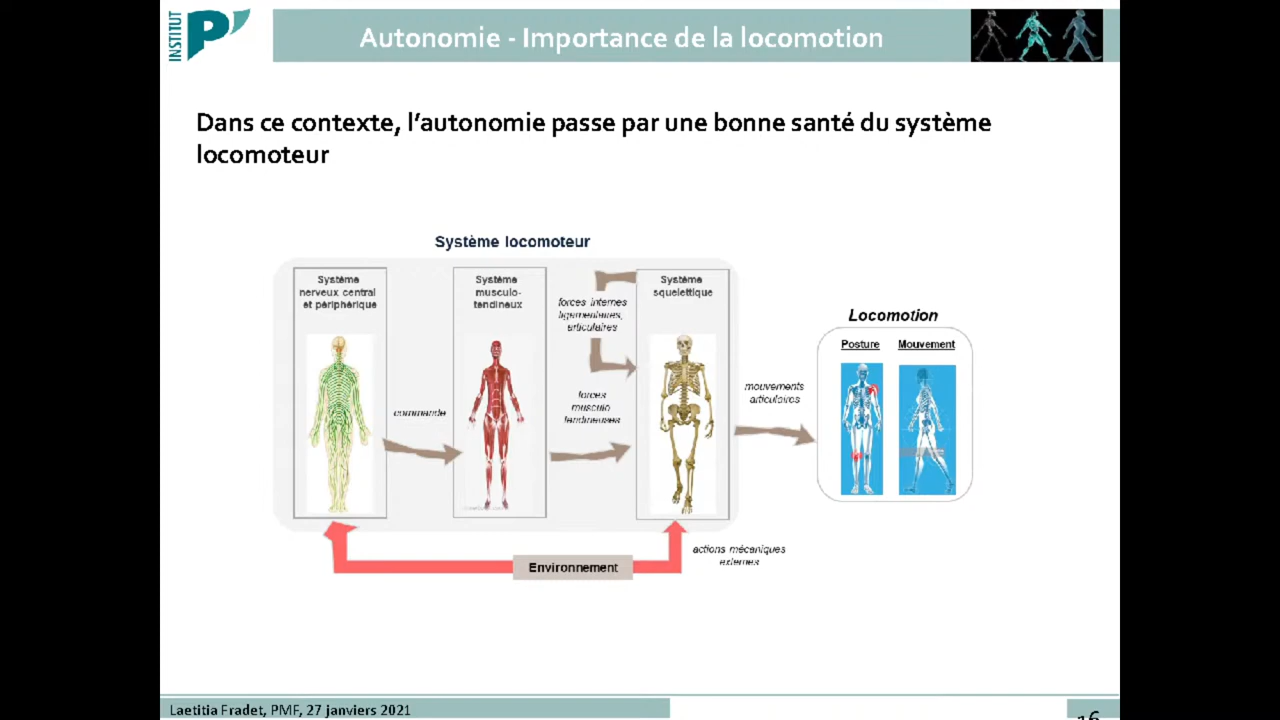 INSTITUT
P'
Autonomie - Importance de la locomotion
Dans ce contexte, l'autonomie passe par une bonne santé du système
locomoteur
Système locomoteur
Système
nerveux central
et périphérique
commande
Système
musculo-
tendineux
forces internes
ligamentaires,
articulaires
forces
musculo
tendineuses
Système
squelettique
mouvements
articulaires
Locomotion
Posture
Mouvement
Environnement
actions mécaniques
externes
Laetitia Fradet, PMF, 27 janviers 2021
16